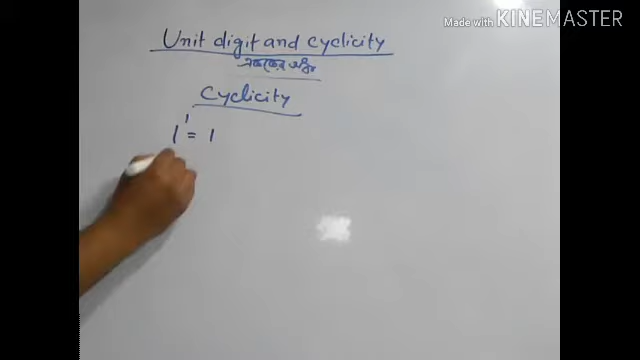 Made with KINEMASTER
Unit digit and cyclicity
এককের অঙ্ক
Cyclicity
1¹ = 1